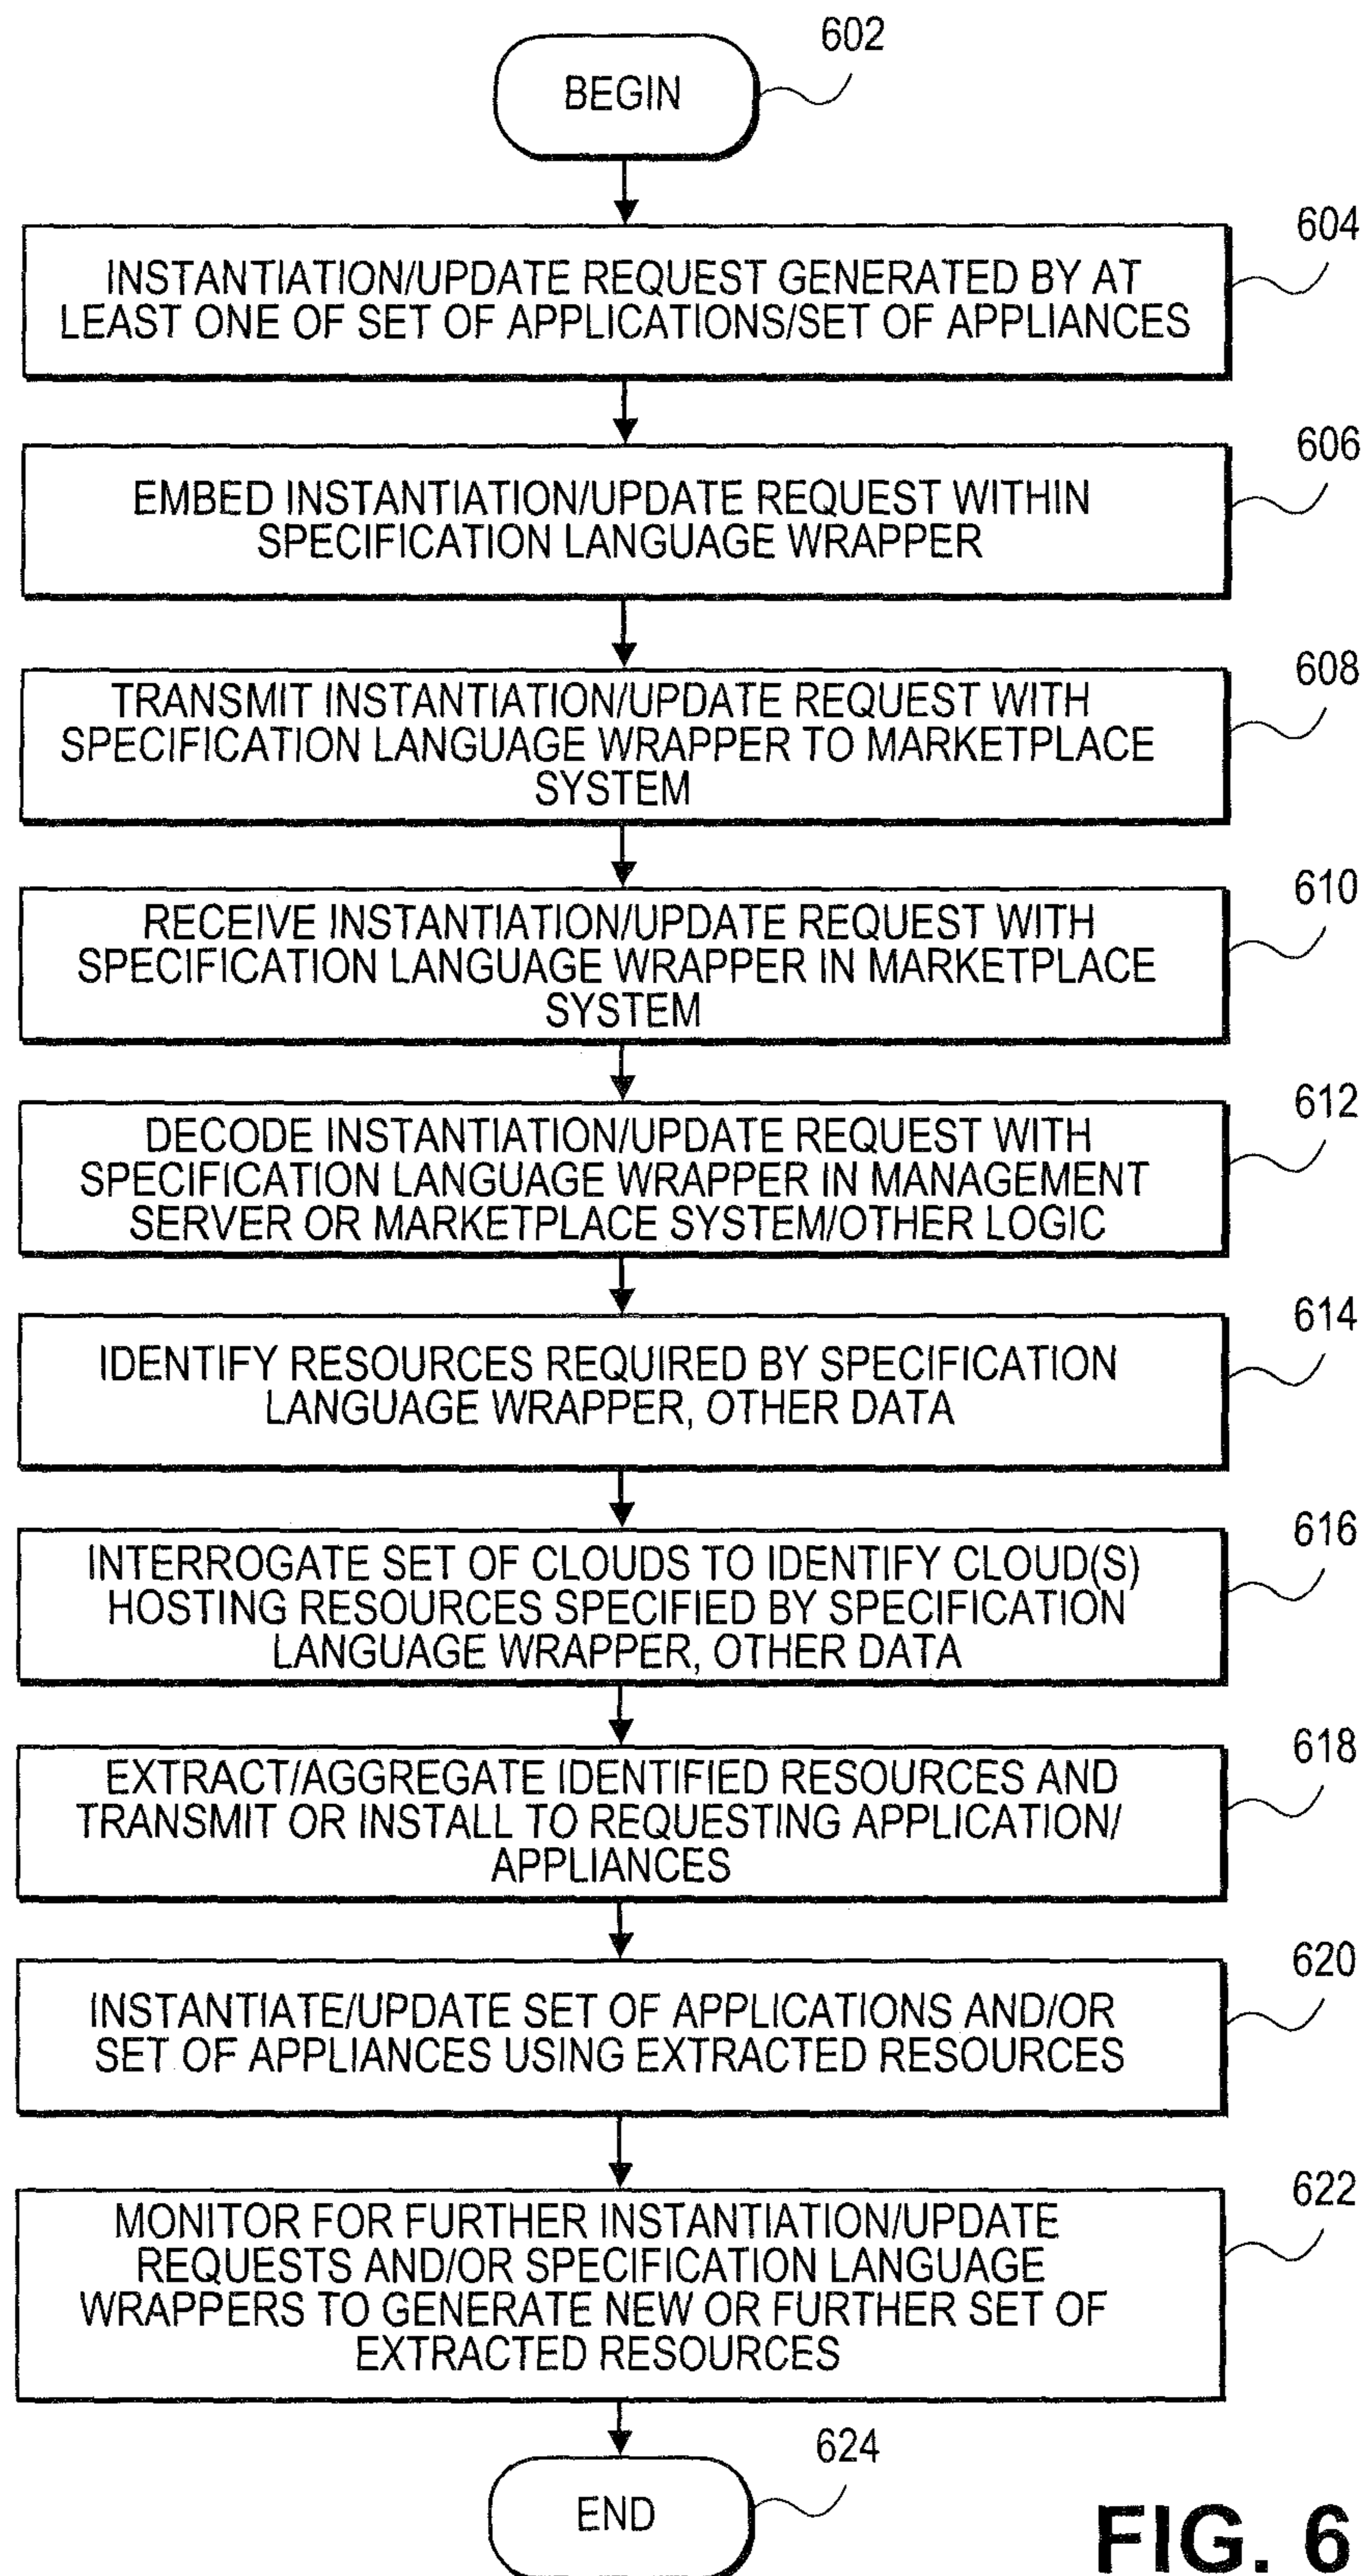 602
BEGIN
604
INSTANTIATION/UPDATE REQUEST GENERATED BY AT
LEAST ONE OF SET OF APPLICATIONS/SET OF APPLIANCES
606
EMBED INSTANTIATION/UPDATE REQUEST WITHIN
SPECIFICATION LANGUAGE WRAPPER
608
TRANSMIT INSTANTIATION/UPDATE REQUEST WITH
SPECIFICATION LANGUAGE WRAPPER TO MARKETPLACE
SYSTEM
610
RECEIVE INSTANTIATION/UPDATE REQUEST WITH
SPECIFICATION LANGUAGE WRAPPER IN MARKETPLACE
SYSTEM
612
DECODE INSTANTIATION/UPDATE REQUEST WITH
SPECIFICATION LANGUAGE WRAPPER IN MANAGEMENT
SERVER OR MARKETPLACE SYSTEM/OTHER LOGIC
614
IDENTIFY RESOURCES REQUIRED BY SPECIFICATION
LANGUAGE WRAPPER, OTHER DATA
616
INTERROGATE SET OF CLOUDS TO IDENTIFY CLOUD(S)
HOSTING RESOURCES SPECIFIED BY SPECIFICATION
LANGUAGE WRAPPER, OTHER DATA
618
EXTRACT/AGGREGATE IDENTIFIED RESOURCES AND
TRANSMIT OR INSTALL TO REQUESTING APPLICATION/
APPLIANCES
620
INSTANTIATE/UPDATE SET OF APPLICATIONS AND/OR
SET OF APPLIANCES USING EXTRACTED RESOURCES
622
MONITOR FOR FURTHER INSTANTIATION/UPDATE
REQUESTS AND/OR SPECIFICATION LANGUAGE
WRAPPERS TO GENERATE NEW OR FURTHER SET OF
EXTRACTED RESOURCES
624
END
FIG. 6